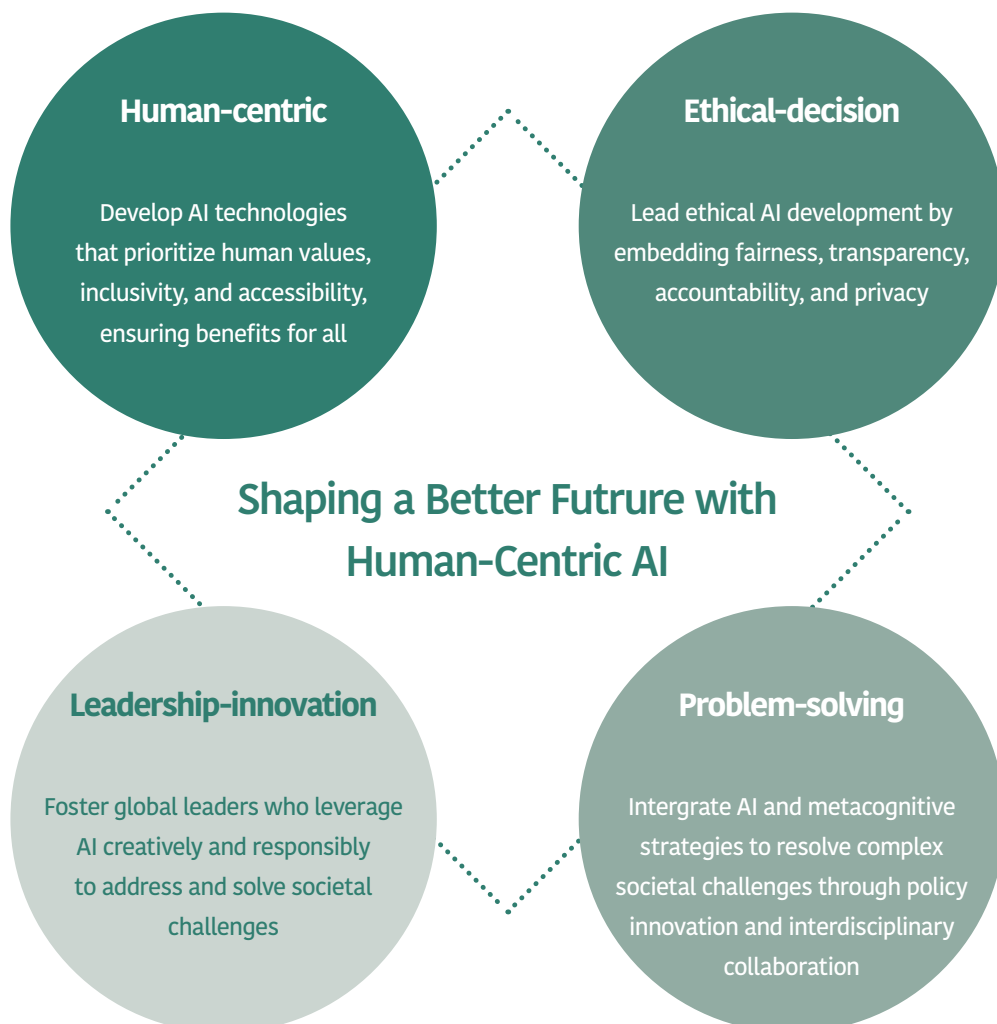 Human-centric
Develop AI technologies
that prioritize human values,
inclusivity, and accessibility,
ensuring benefits for all
Ethical-decision
Lead ethical AI development by
embedding fairness, transparency,
accountability, and privacy
Shaping a Better Futrure with
Human-Centric AI
Leadership-innovation
Foster global leaders who leverage
AI creatively and responsibly
to address and solve societal
challenges
Problem-solving
Intergrate AI and metacognitive
strategies to resolve complex
societal challenges through policy
innovation and interdisciplinary
collaboration